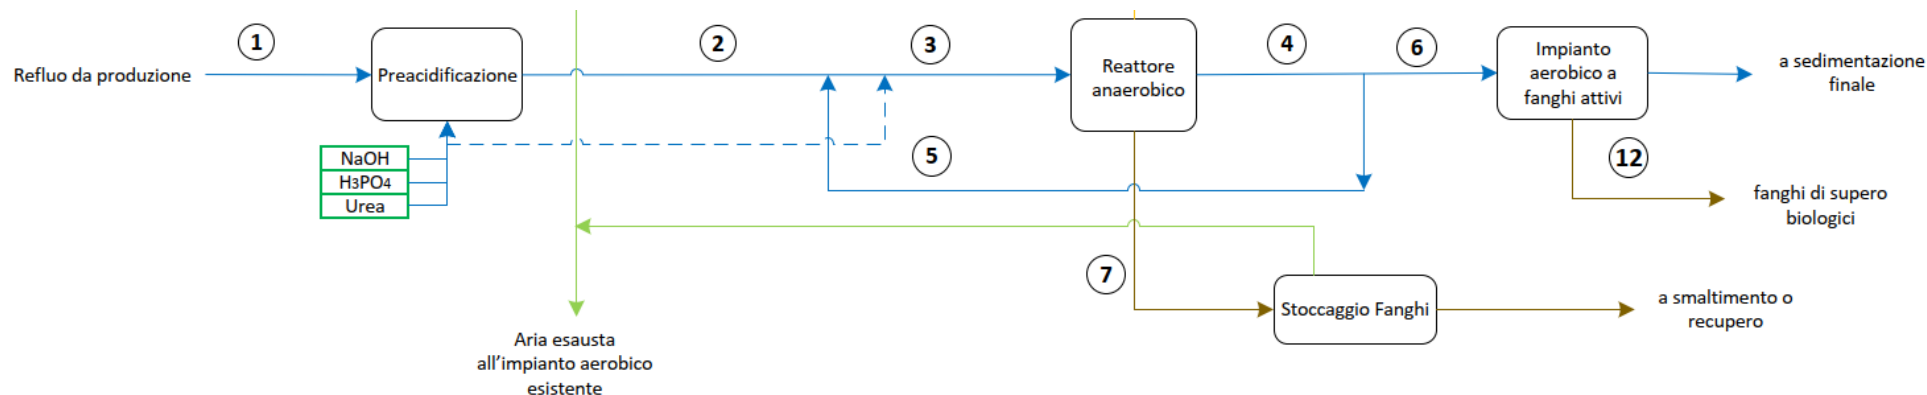 1
2
3
4
6
Refluo da produzione
Preacidificazione
Reattore
anaerobico
Impianto
aerobico a
fanghi attivi
a sedimentazione
finale
NaOH
H3PO4
Urea
5
12
fanghi di supero
biologici
7
Stoccaggio Fanghi
a smaltimento o
recupero
Aria esausta
all'impianto aerobico
esistente